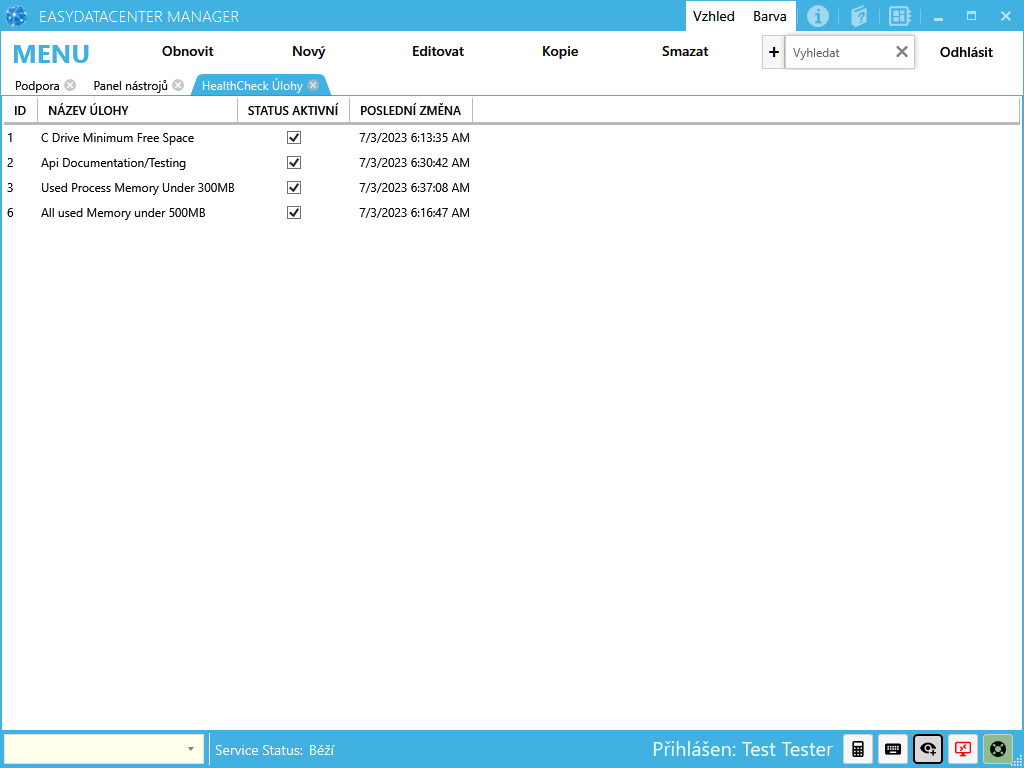 EASYDATACENTER MANAGER Vzhled Barva
MENU Obnovit Nový Editovat Kopie Smazat + Vyhledat Odhlásit
Podpora Panel nástrojů HealthCheck Úlohy
ID NÁZEV ÚLOHY STATUS AKTIVNÍ POSLEDNÍ ZMĚNA
1 C Drive Minimum Free Space 7/3/2023 6:13:35 AM
2 Api Documentation/Testing 7/3/2023 6:30:42 AM
3 Used Process Memory Under 300MB 7/3/2023 6:37:08 AM
6 All used Memory under 500MB 7/3/2023 6:16:47 AM
Service Status: Běží Přihlášen: Test Tester